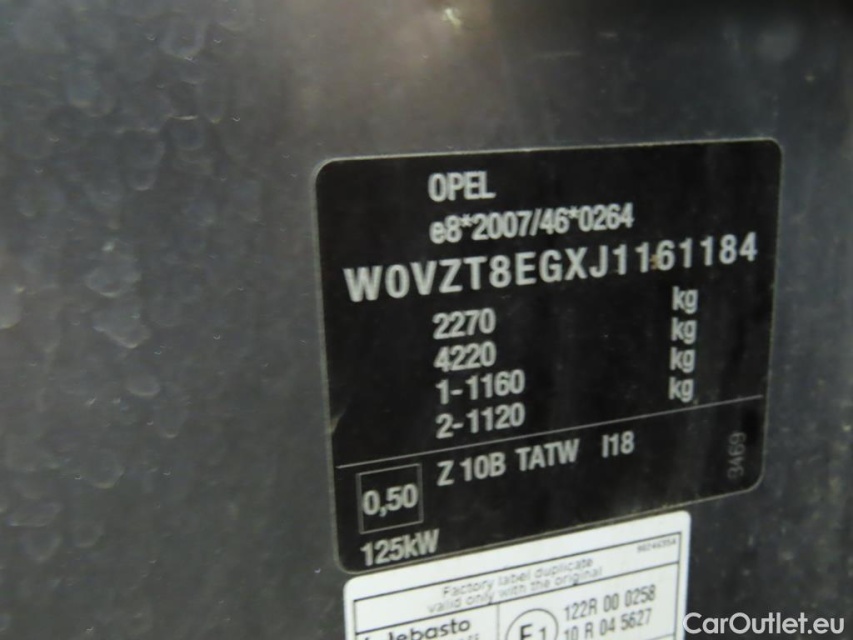 OPEL
e8*2007/46*0264
W0VZT8EGXJ1161184
2270 kg
4220 kg
1-1160 kg
2-1120 kg
0,50 Z 10B TATW I18 3469
125kW
Factory label duplicate
valid only with the original
122R 00 0258
E1 10 R 04 5627
CarOutlet.eu